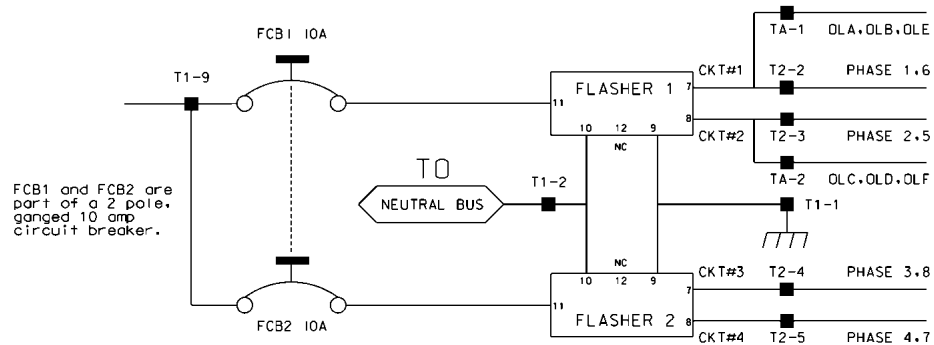 FCB1 10A
T1-9
FCB1 and FCB2 are
part of a 2 pole,
ganged 10 amp
circuit breaker.
FCB2 10A
TO
NEUTRAL BUS
T1-2
FLASHER 1
11
10 12 9
NC
7
8
CKT#1
CKT#2
TA-1 OLA,OLB,OLE
T2-2 PHASE 1,6
T2-3 PHASE 2,5
TA-2 OLC,OLD,OLF
T1-1
NC
10 12 9
11
FLASHER 2
7
8
CKT#3 T2-4 PHASE 3,8
CKT#4 T2-5 PHASE 4,7